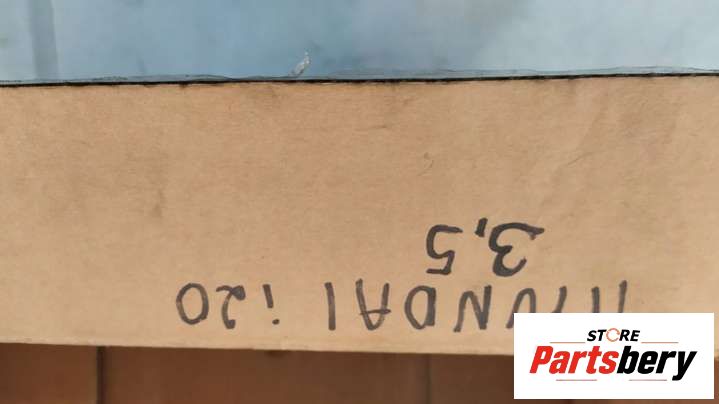 HYUNDAI i20
3,5
STORE
Partsbery